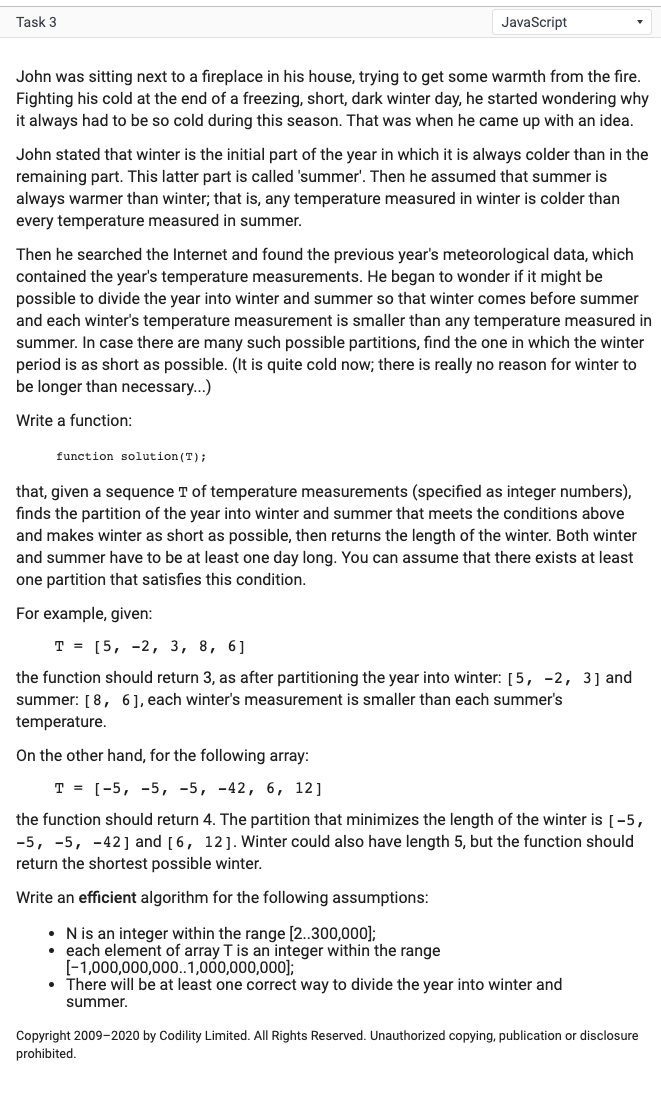 Task 3
JavaScript
John was sitting next to a fireplace in his house, trying to get some warmth from the fire.
Fighting his cold at the end of a freezing, short, dark winter day, he started wondering why
it always had to be so cold during this season. That was when he came up with an idea.
John stated that winter is the initial part of the year in which it is always colder than in the
remaining part. This latter part is called 'summer'. Then he assumed that summer is
always warmer than winter; that is, any temperature measured in winter is colder than
every temperature measured in summer.
Then he searched the Internet and found the previous year's meteorological data, which
contained the year's temperature measurements. He began to wonder if it might be
possible to divide the year into winter and summer so that winter comes before summer
and each winter's temperature measurement is smaller than any temperature measured in
summer. In case there are many such possible partitions, find the one in which the winter
period is as short as possible. (It is quite cold now; there is really no reason for winter to
be longer than necessary...)
Write a function:
function solution(T);
that, given a sequence T of temperature measurements (specified as integer numbers),
finds the partition of the year into winter and summer that meets the conditions above
and makes winter as short as possible, then returns the length of the winter. Both winter
and summer have to be at least one day long. You can assume that there exists at least
one partition that satisfies this condition.
For example, given:
T = [5, -2, 3, 8, 6]
the function should return 3, as after partitioning the year into winter: [5, -2, 3] and
summer: [8, 6], each winter's measurement is smaller than each summer's
temperature.
On the other hand, for the following array:
T = [-5, -5, -5, -42, 6, 12]
the function should return 4. The partition that minimizes the length of the winter is [-5,
-5, -5, -42] and [6, 12]. Winter could also have length 5, but the function should
return the shortest possible winter.
Write an efficient algorithm for the following assumptions:
• N is an integer within the range [2..300,000];
• each element of array T is an integer within the range
[−1,000,000,000..1,000,000,000];
• There will be at least one correct way to divide the year into winter and
summer.
Copyright 2009–2020 by Codility Limited. All Rights Reserved. Unauthorized copying, publication or disclosure
prohibited.